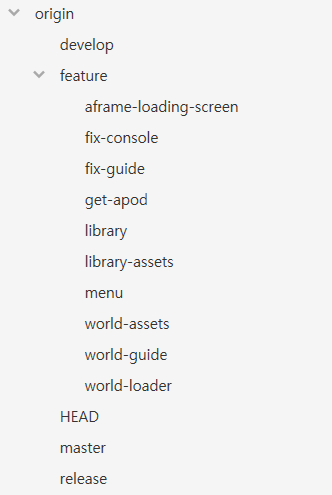 origin
develop
feature
aframe-loading-screen
fix-console
fix-guide
get-apod
library
library-assets
menu
world-assets
world-guide
world-loader
HEAD
master
release